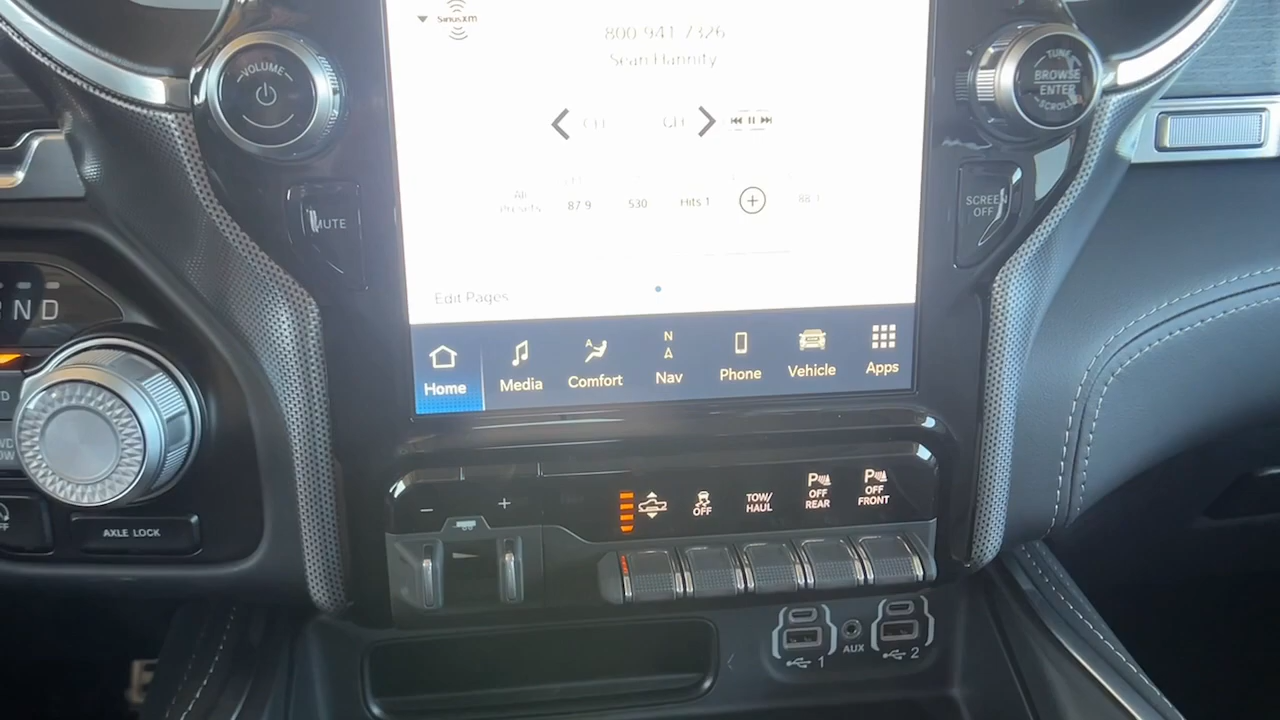 SiriusXM
800-941-7326
Sean Hannity
VOLUME
TUNE
BROWSE
ENTER
SCROLL
CH
CH
All
Presets
87.9
530
Hits 1
88.1
MUTE
SCREEN
OFF
Edit Pages
N D
N
A
Home
Media
Comfort
Nav
Phone
Vehicle
Apps
OFF
TOW/
HAUL
P
OFF
REAR
P
OFF
FRONT
- +
AXLE LOCK
1
AUX
2